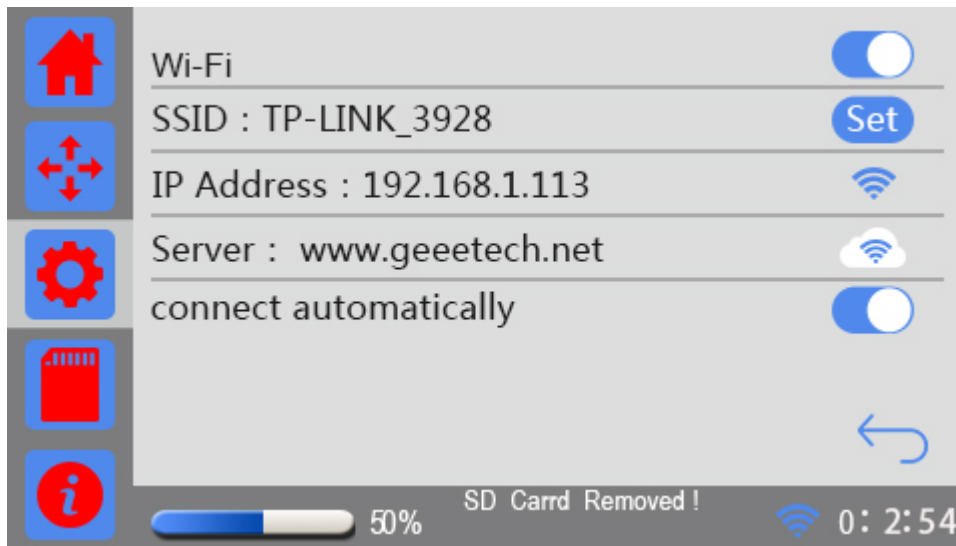 Wi-Fi
SSID : TP-LINK_3928
Set
IP Address : 192.168.1.113
Server : www.geeetech.net
connect automatically
i
50%
SD Carrd Removed !
0: 2:54